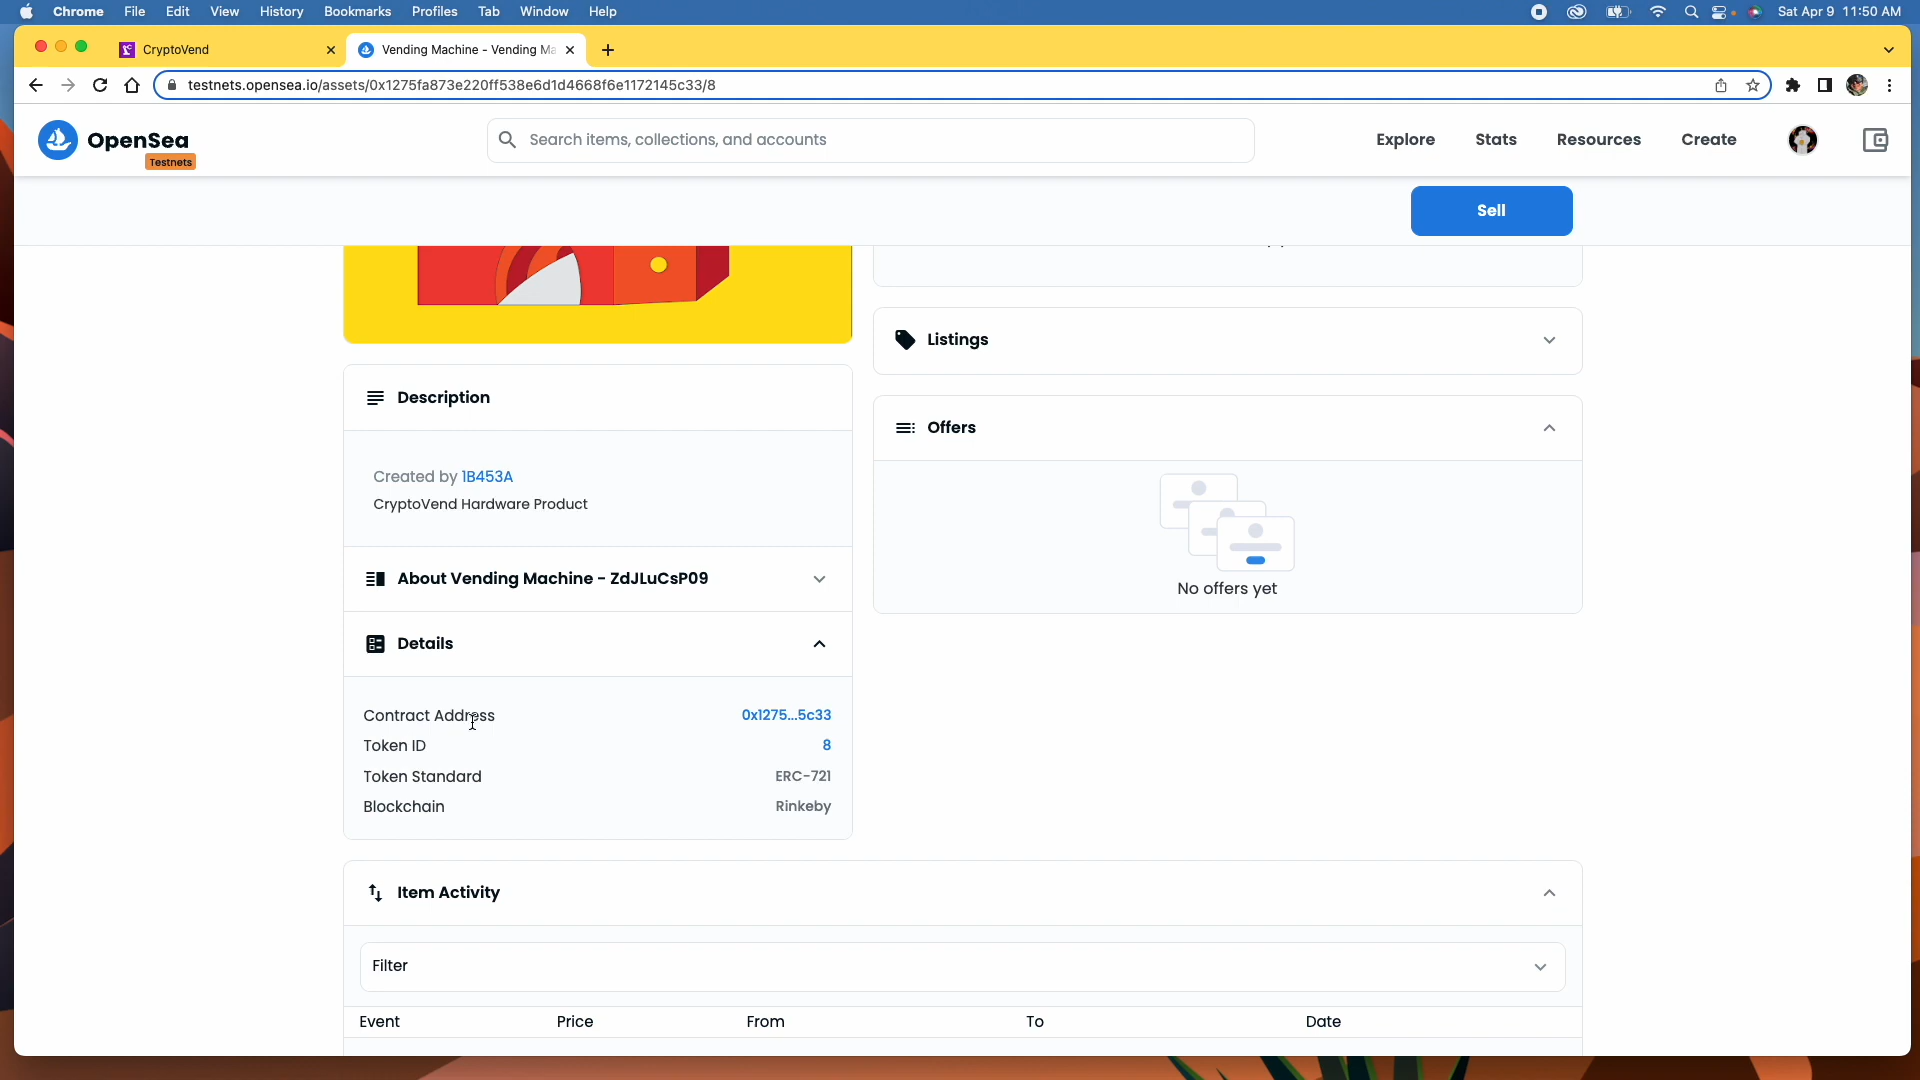 Chrome File Edit View History Bookmarks Profiles Tab Window Help Sat Apr 9 11:50 AM
CryptoVend Vending Machine - Vending Ma
testnets.opensea.io/assets/0x1275fa873e220ff538e6d1d4668f6e1172145c33/8
OpenSea
Testnets
Search items, collections, and accounts
Explore Stats Resources Create
Sell
Listings
Description
Offers
Created by 1B453A
CryptoVend Hardware Product
No offers yet
About Vending Machine - ZdJLuCsP09
Details
Contract Address 0x1275...5c33
Token ID 8
Token Standard ERC-721
Blockchain Rinkeby
Item Activity
Filter
Event Price From To Date